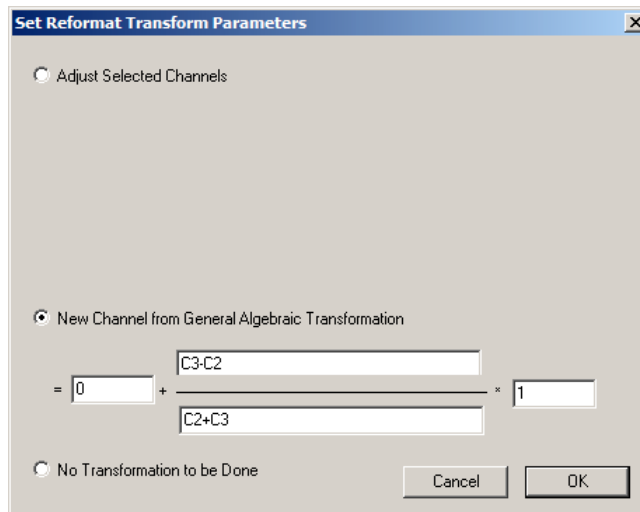 Set Reformat Transform Parameters
Adjust Selected Channels
New Channel from General Algebraic Transformation
C3-C2
= 0 + * 1
C2+C3
No Transformation to be Done
Cancel OK